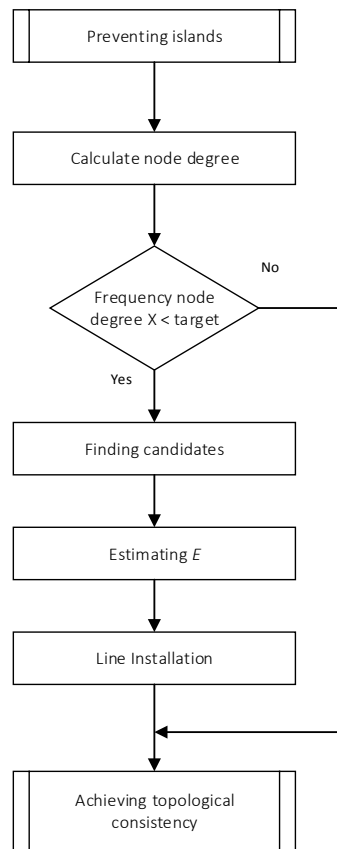 Preventing islands
Calculate node degree
No
Frequency node
degree X < target
Yes
Finding candidates
Estimating E
Line Installation
Achieving topological
consistency